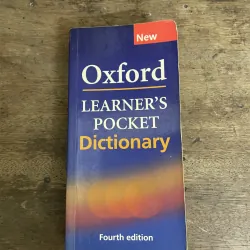 New
Oxford
LEARNER'S
POCKET
Dictionary
Fourth edition